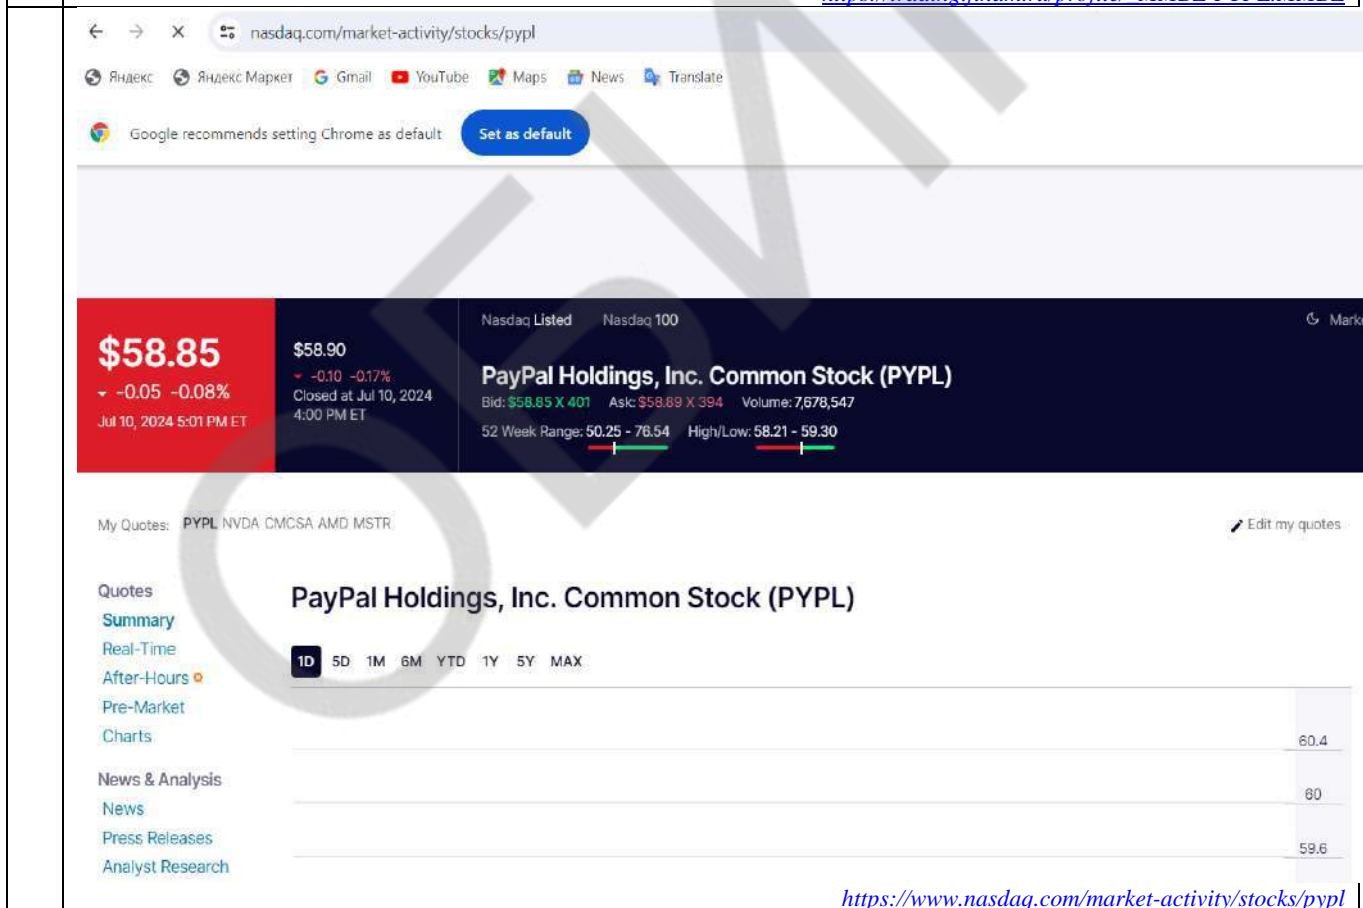 nasdaq.com/market-activity/stocks/pypl
Яндекс Яндекс Маркет Gmail YouTube Maps News Translate
Google recommends setting Chrome as default Set as default
Nasdaq Listed Nasdaq 100
$58.85
-0.05 -0.08%
Jul 10, 2024 5:01 PM ET
$58.90
-0.10 -0.17%
Closed at Jul 10, 2024
4:00 PM ET
PayPal Holdings, Inc. Common Stock (PYPL)
Bid: $58.85 X 401 Ask: $58.89 X 394 Volume: 7,678,547
52 Week Range: 50.25 - 76.54 High/Low: 58.21 - 59.30
My Quotes: PYPL NVDA CMCSA AMD MSTR
Edit my quotes
Quotes
Summary
Real-Time
After-Hours
Pre-Market
Charts
News & Analysis
News
Press Releases
Analyst Research
PayPal Holdings, Inc. Common Stock (PYPL)
1D 5D 1M 6M YTD 1Y 5Y MAX
60.4
60
59.6
https://www.nasdaq.com/market-activity/stocks/pypl